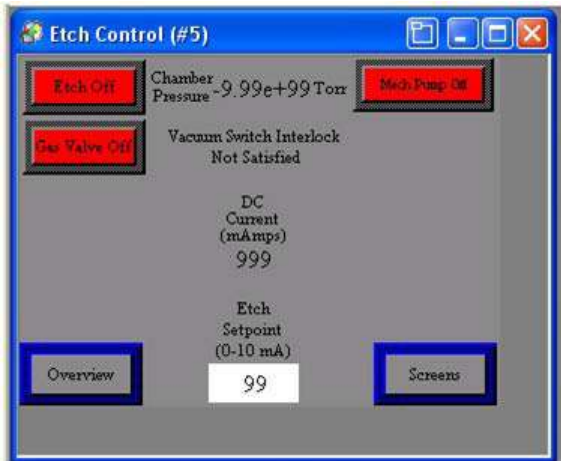 Etch Control (#5)
Etch Off
Chamber
Pressure -9.99e+99 Torr
Mech Pump Off
Gas Valve Off
Vacuum Switch Interlock
Not Satisfied
DC
Current
(mAmps)
999
Etch
Setpoint
(0-10 mA)
99
Overview
Screens